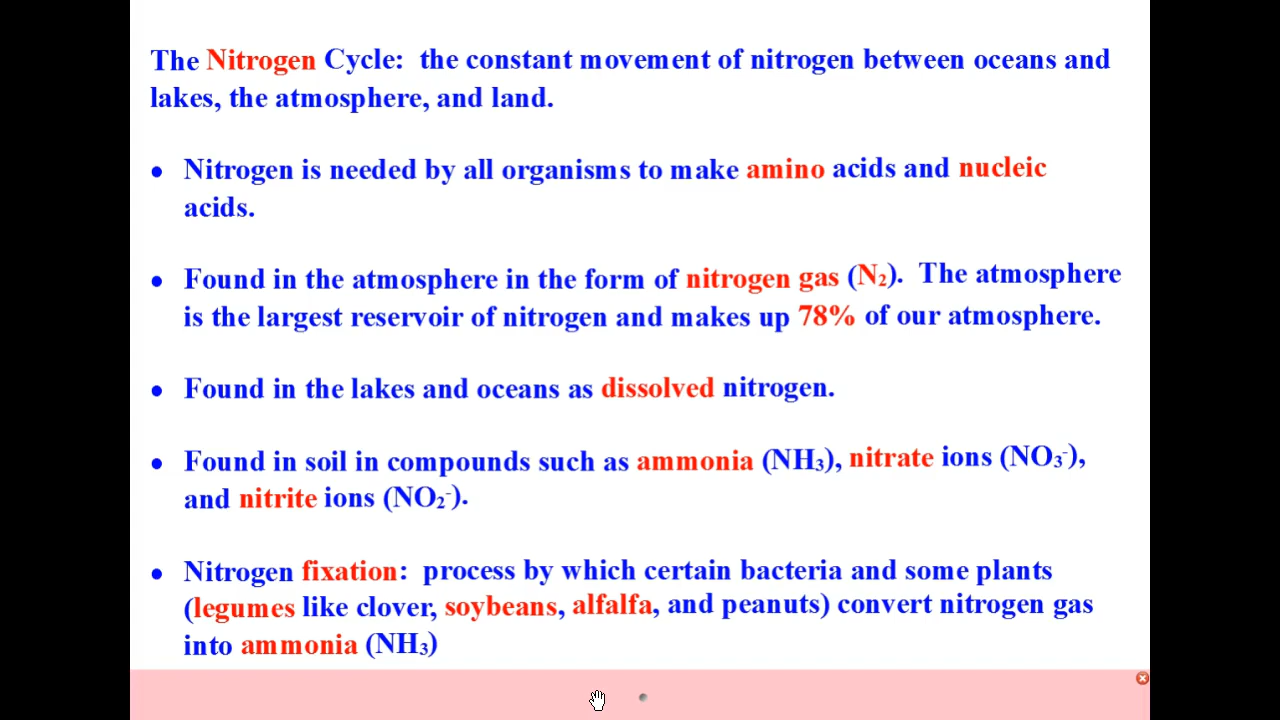 The Nitrogen Cycle: the constant movement of nitrogen between oceans and
lakes, the atmosphere, and land.
• Nitrogen is needed by all organisms to make amino acids and nucleic
acids.
• Found in the atmosphere in the form of nitrogen gas (N₂). The atmosphere
is the largest reservoir of nitrogen and makes up 78% of our atmosphere.
• Found in the lakes and oceans as dissolved nitrogen.
• Found in soil in compounds such as ammonia (NH₃), nitrate ions (NO₃⁻),
and nitrite ions (NO₂⁻).
• Nitrogen fixation: process by which certain bacteria and some plants
(legumes like clover, soybeans, alfalfa, and peanuts) convert nitrogen gas
into ammonia (NH₃)